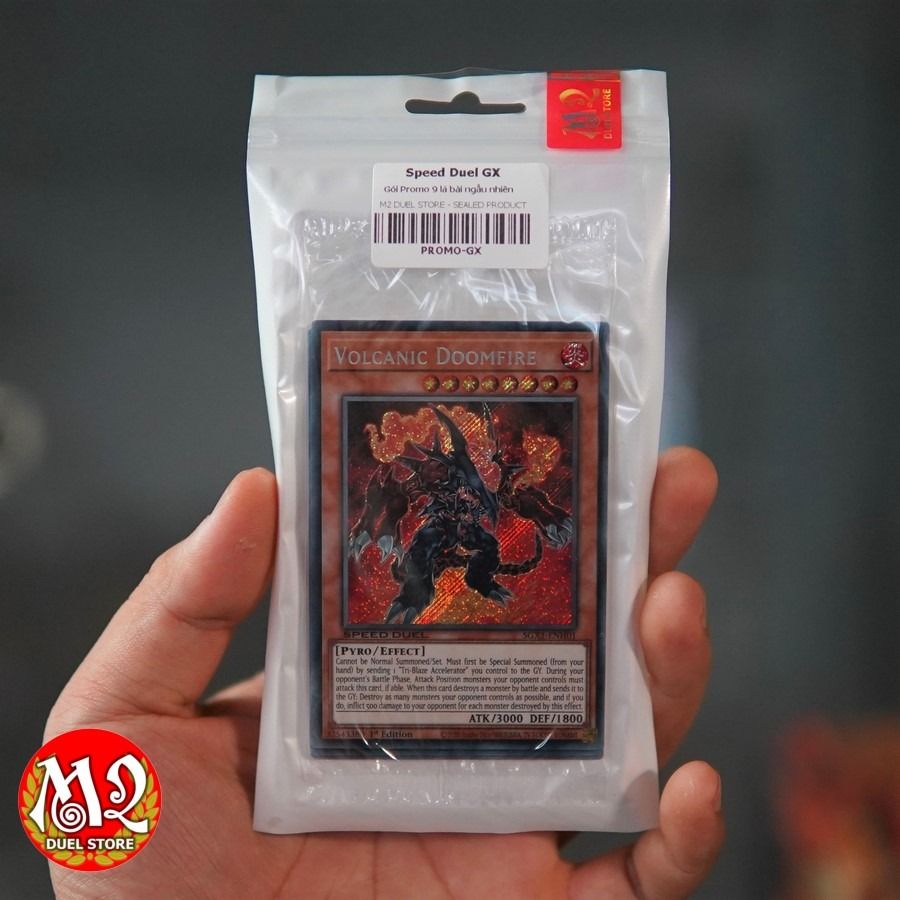 M2
DUEL STORE
Speed Duel GX
Gói Promo 9 lá bài ngẫu nhiên
M2 DUEL STORE - SEALED PRODUCT
PROMO-GX
VOLCANIC DOOMFIRE
炎
SPEED DUEL
SGX2-ENH01
[PYRO/EFFECT]
Cannot be Normal Summoned/Set. Must first be Special Summoned (from your
hand) by sending 1 "Tri-Blaze Accelerator" you control to the GY. During your
opponent's Battle Phase, Attack Position monsters your opponent controls must
attack this card, if able. When this card destroys a monster by battle and sends it to
the GY: Destroy as many monsters your opponent controls as possible, and if you
do, inflict 500 damage to your opponent for each monster destroyed by this effect.
ATK/3000 DEF/1800
1st Edition
M2
DUEL STORE